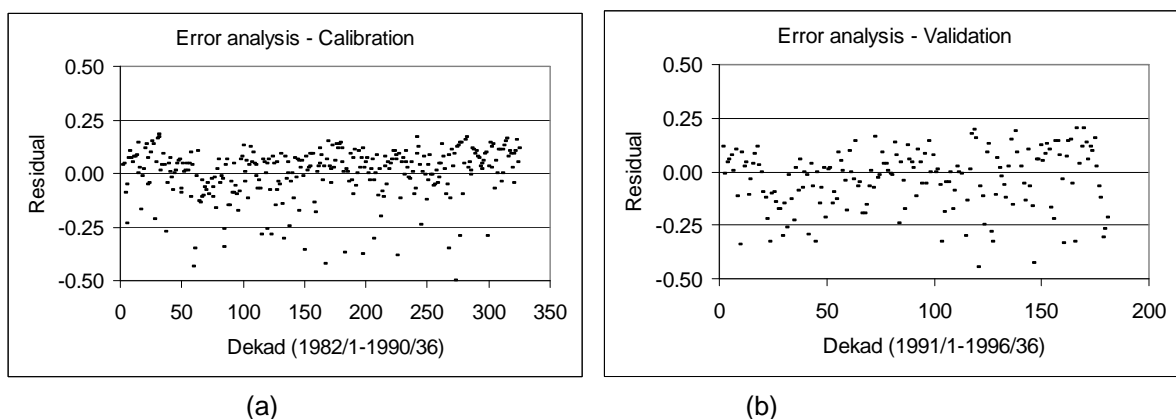 Error analysis - Calibration
0.50
0.25
0.00
-0.25
-0.50
Residual
0 50 100 150 200 250 300 350
Dekad (1982/1-1990/36)
(a)
Error analysis - Validation
0.50
0.25
0.00
-0.25
-0.50
Residual
0 50 100 150 200
Dekad (1991/1-1996/36)
(b)